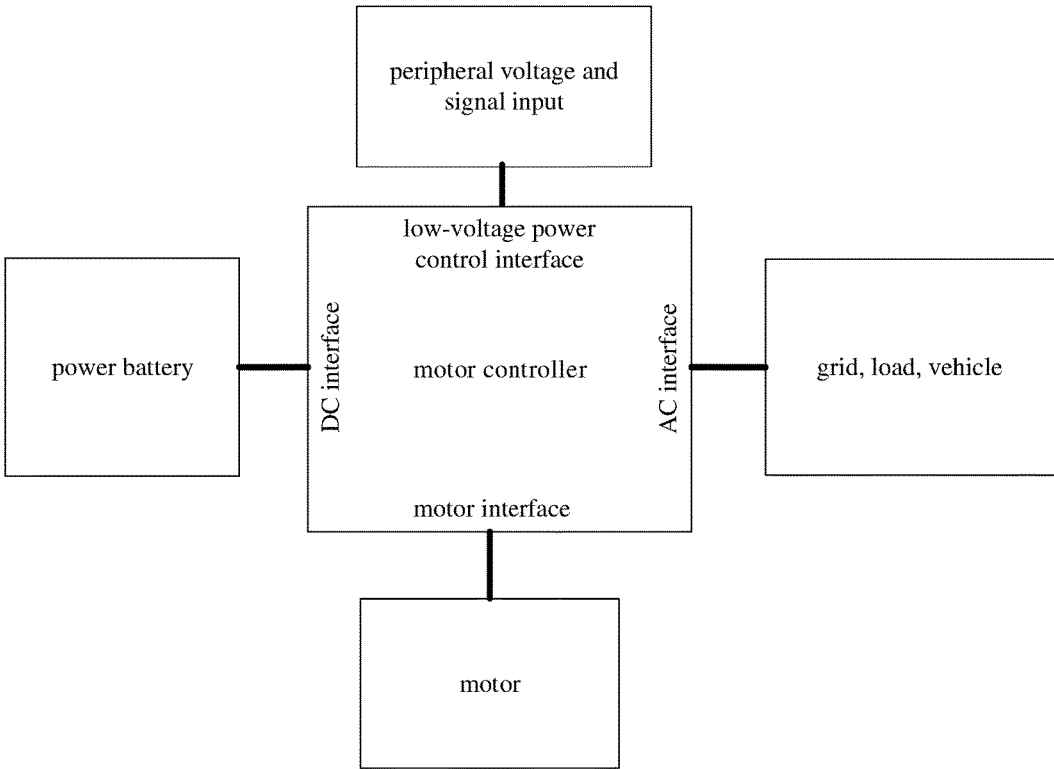 peripheral voltage and
signal input
low-voltage power
control interface
power battery
DC interface
motor controller
AC interface
grid, load, vehicle
motor interface
motor